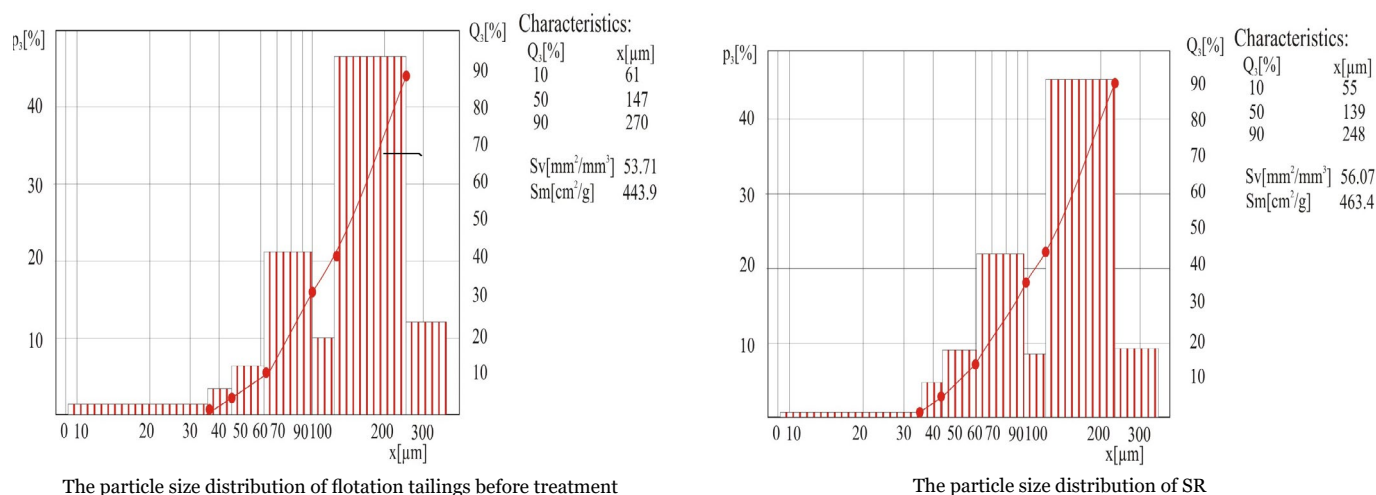 p₃[%]
40
30
20
10
0 10 20 30 40 50 60 70 90 100 200 300
x[µm]
Q₃[%]
90
80
70
60
50
40
30
20
10
Characteristics:
Q₃[%] x[µm]
10 61
50 147
90 270
Sv[mm²/mm³] 53.71
Sm[cm²/g] 443.9
The particle size distribution of flotation tailings before treatment
p₃[%]
40
30
20
10
0 10 20 30 40 50 60 70 90 100 200 300
x[µm]
Q₃[%]
90
80
70
60
50
40
30
20
10
Characteristics:
Q₃[%] x[µm]
10 55
50 139
90 248
Sv[mm²/mm³] 56.07
Sm[cm²/g] 463.4
The particle size distribution of SR